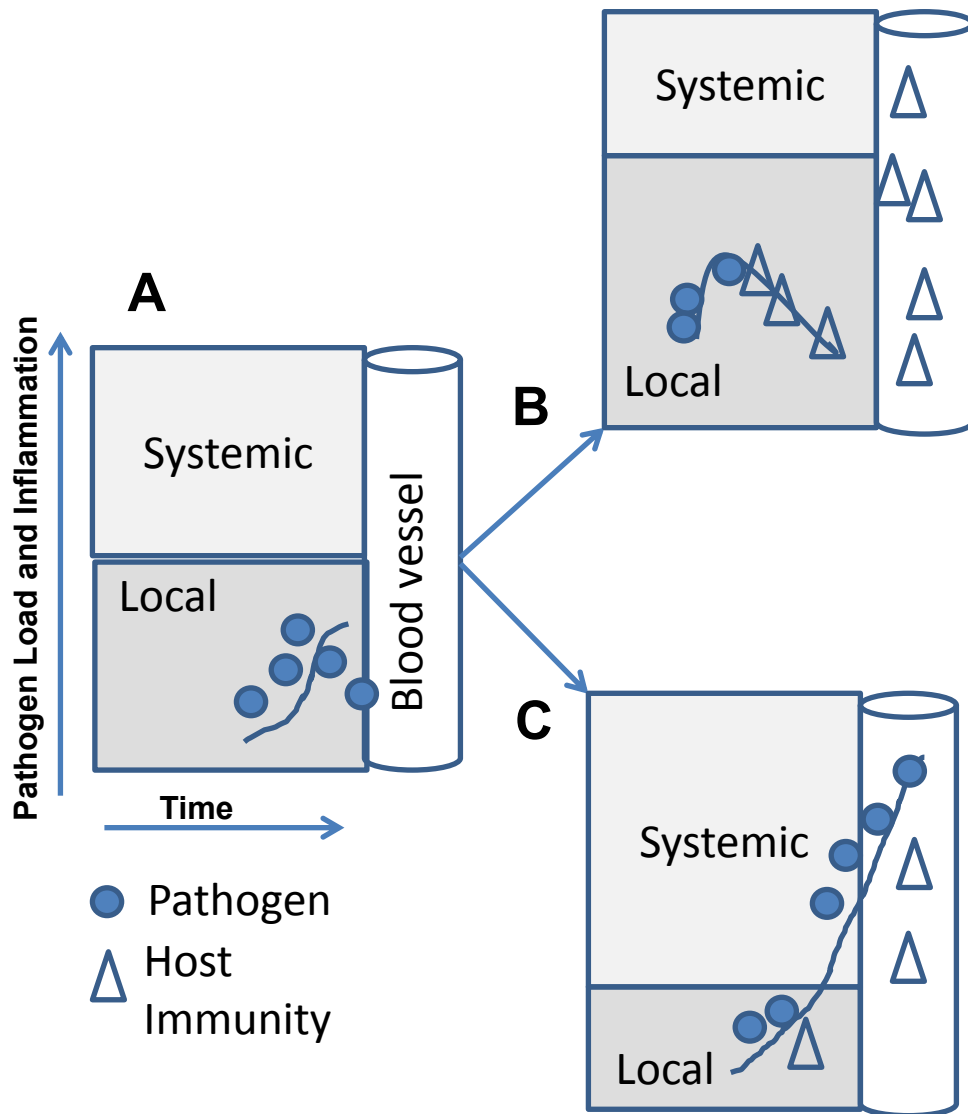 Systemic
Local
B
A
Systemic
Local
Blood vessel
Pathogen Load and Inflammation
Time
Pathogen
Host
Immunity
C
Systemic
Local